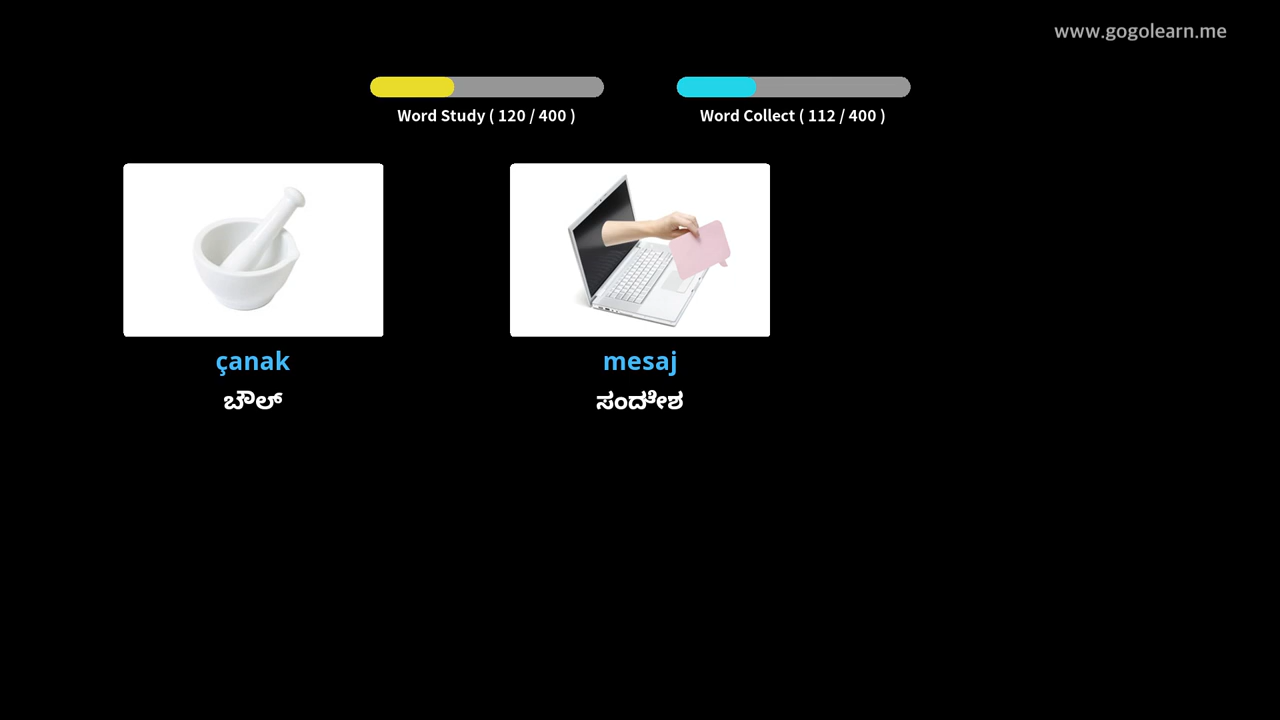 www.gogolearn.me
Word Study ( 120 / 400 )
Word Collect ( 112 / 400 )
çanak
mesaj
ಬೌಲ್
ಸಂದೇಶ